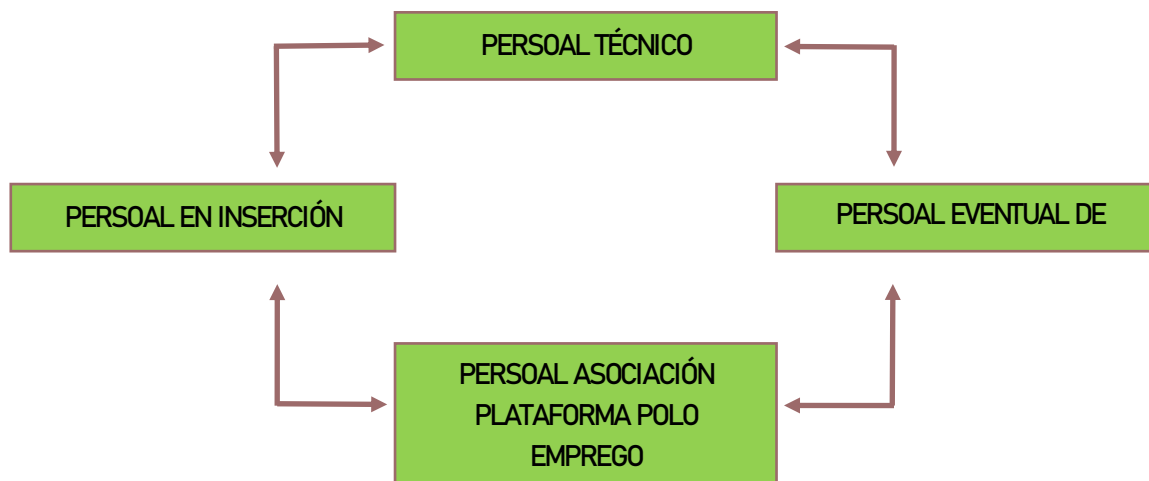 PERSOAL TÉCNICO
PERSOAL EN INSERCIÓN
PERSOAL EVENTUAL DE
PERSOAL ASOCIACIÓN
PLATAFORMA POLO
EMPREGO